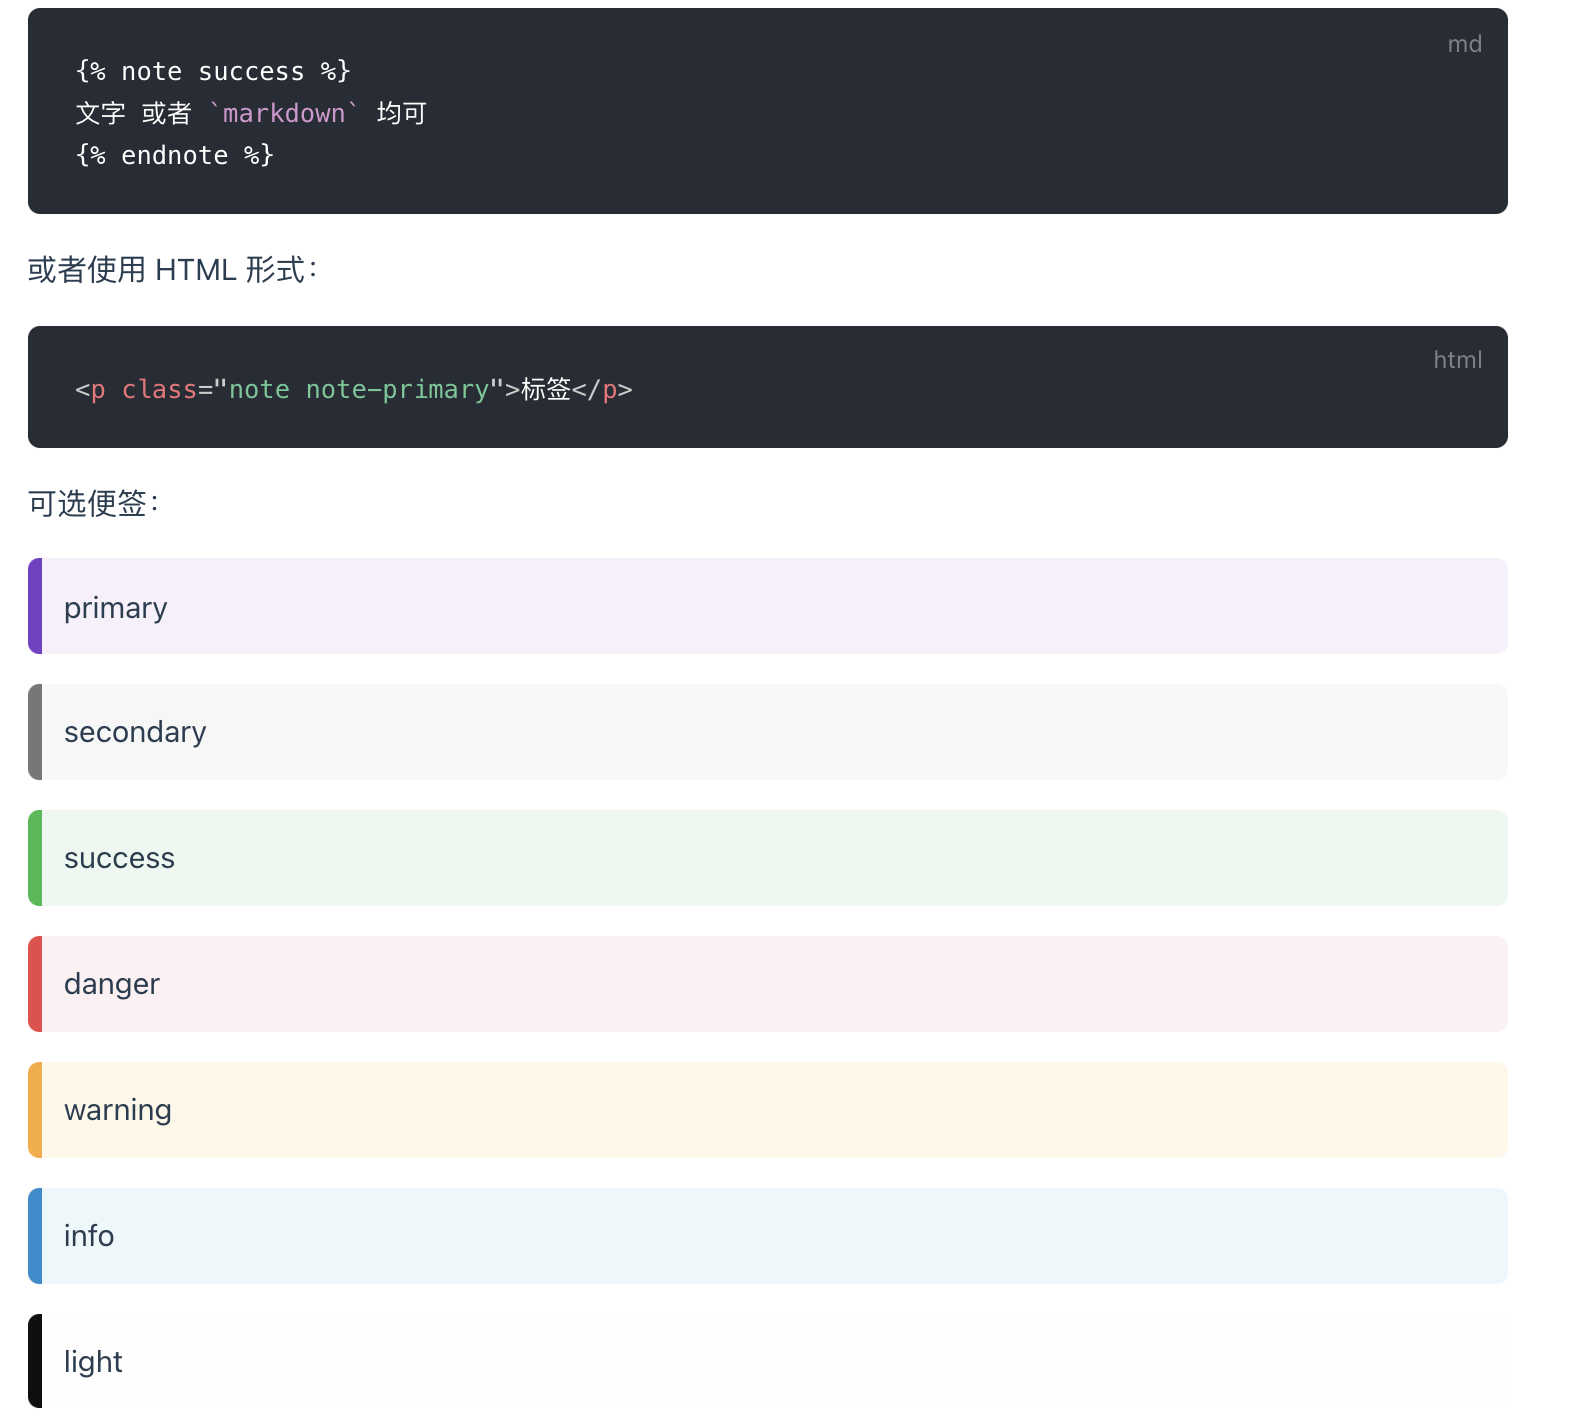 md
{% note success %}
文字 或者 `markdown` 均可
{% endnote %}
或者使用 HTML 形式：
html
<p class="note note-primary">标签</p>
可选便签：
primary
secondary
success
danger
warning
info
light